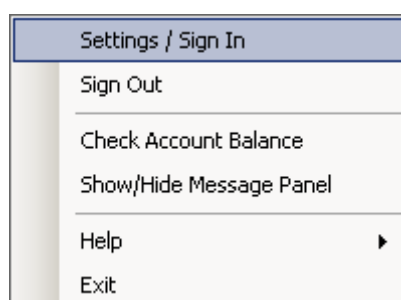 Settings / Sign In
Sign Out
Check Account Balance
Show/Hide Message Panel
Help
Exit